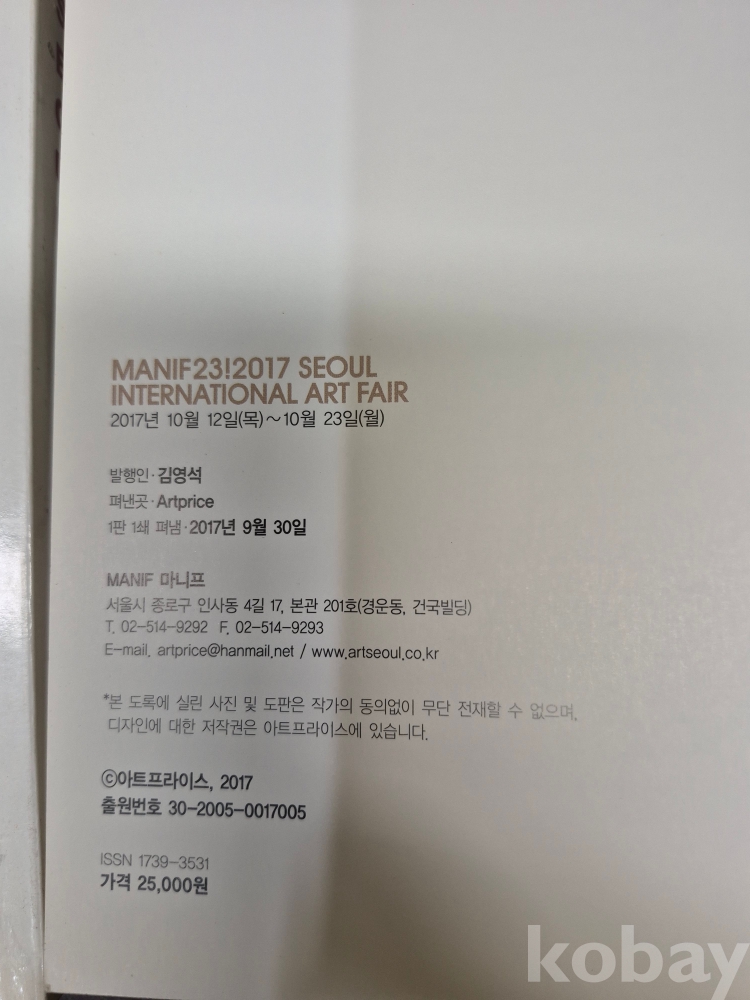 MANIF23!2017 SEOUL
INTERNATIONAL ART FAIR
2017년 10월 12일(목)~10월 23일(월)
발행인·김영석
펴낸곳·Artprice
1판 1쇄 펴냄·2017년 9월 30일
MANIF 마니프
서울시 종로구 인사동 4길 17, 본관 201호(경운동, 건국빌딩)
T. 02-514-9292 F. 02-514-9293
E-mail. artprice@hanmail.net / www.artseoul.co.kr
*본 도록에 실린 사진 및 도판은 작가의 동의없이 무단 전재할 수 없으며,
디자인에 대한 저작권은 아트프라이스에 있습니다.
©아트프라이스, 2017
출원번호 30-2005-0017005
ISSN 1739-3531
가격 25,000원
kobay